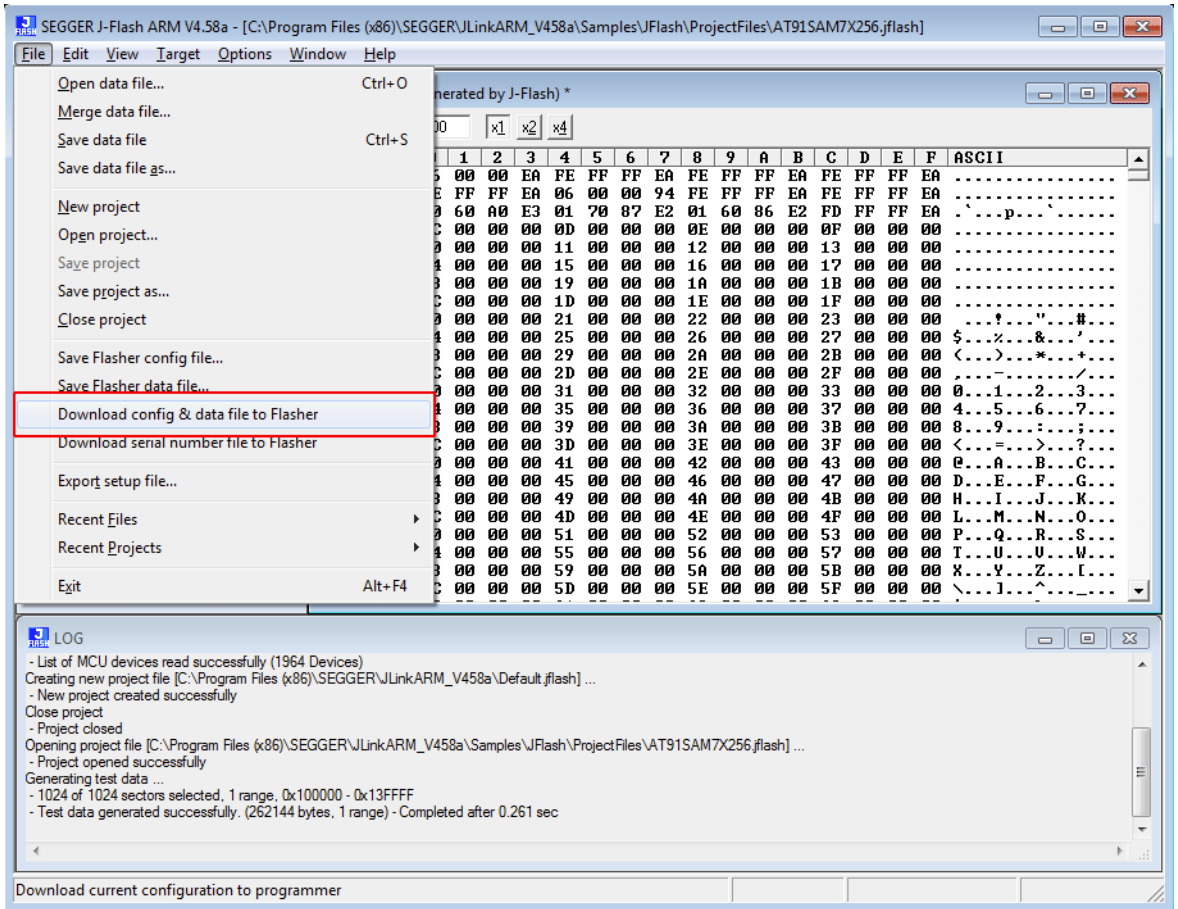 SEGGER J-Flash ARM V4.58a - [C:\Program Files (x86)\SEGGER\JLinkARM_V458a\Samples\JFlash\ProjectFiles\AT91SAM7X256.jflash]
File Edit View Target Options Window Help
Open data file... Ctrl+O
Merge data file...
Save data file Ctrl+S
Save data file as...
New project
Open project...
Save project
Save project as...
Close project
Save Flasher config file...
Save Flasher data file...
Download config & data file to Flasher
Download serial number file to Flasher
Export setup file...
Recent Files
Recent Projects
Exit Alt+F4
nerated by J-Flash) *
x1 x2 x4
1 2 3 4 5 6 7 8 9 A B C D E F ASCII
00 00 EA FE FF FF EA FE FF FF EA FE FF FF EA ................
FF FF EA 06 00 00 94 FE FF FF EA FE FF FF EA ................
60 A0 E3 01 70 87 E2 01 60 86 E2 FD FF FF EA .`...p...`......
00 00 00 0D 00 00 00 0E 00 00 00 0F 00 00 00 ................
00 00 00 11 00 00 00 12 00 00 00 13 00 00 00 ................
00 00 00 15 00 00 00 16 00 00 00 17 00 00 00 ................
00 00 00 19 00 00 00 1A 00 00 00 1B 00 00 00 ................
00 00 00 1D 00 00 00 1E 00 00 00 1F 00 00 00 ................
00 00 00 21 00 00 00 22 00 00 00 23 00 00 00 ...!..."...#...
00 00 00 25 00 00 00 26 00 00 00 27 00 00 00 $...%...&...'...
00 00 00 29 00 00 00 2A 00 00 00 2B 00 00 00 (...)...*...+...
00 00 00 2D 00 00 00 2E 00 00 00 2F 00 00 00 ,...-......./...
00 00 00 31 00 00 00 32 00 00 00 33 00 00 00 0...1...2...3...
00 00 00 35 00 00 00 36 00 00 00 37 00 00 00 4...5...6...7...
00 00 00 39 00 00 00 3A 00 00 00 3B 00 00 00 8...9...:...;...
00 00 00 3D 00 00 00 3E 00 00 00 3F 00 00 00 <...=...>...?...
00 00 00 41 00 00 00 42 00 00 00 43 00 00 00 @...A...B...C...
00 00 00 45 00 00 00 46 00 00 00 47 00 00 00 D...E...F...G...
00 00 00 49 00 00 00 4A 00 00 00 4B 00 00 00 H...I...J...K...
00 00 00 4D 00 00 00 4E 00 00 00 4F 00 00 00 L...M...N...O...
00 00 00 51 00 00 00 52 00 00 00 53 00 00 00 P...Q...R...S...
00 00 00 55 00 00 00 56 00 00 00 57 00 00 00 T...U...V...W...
00 00 00 59 00 00 00 5A 00 00 00 5B 00 00 00 X...Y...Z...[...
00 00 00 5D 00 00 00 5E 00 00 00 5F 00 00 00 \...]...^..._...
LOG
- List of MCU devices read successfully (1964 Devices)
Creating new project file [C:\Program Files (x86)\SEGGER\JLinkARM_V458a\Default.jflash] ...
- New project created successfully
Close project
- Project closed
Opening project file [C:\Program Files (x86)\SEGGER\JLinkARM_V458a\Samples\JFlash\ProjectFiles\AT91SAM7X256.jflash] ...
- Project opened successfully
Generating test data ...
- 1024 of 1024 sectors selected, 1 range, 0x100000 - 0x13FFFF
- Test data generated successfully. (262144 bytes, 1 range) - Completed after 0.261 sec
Download current configuration to programmer